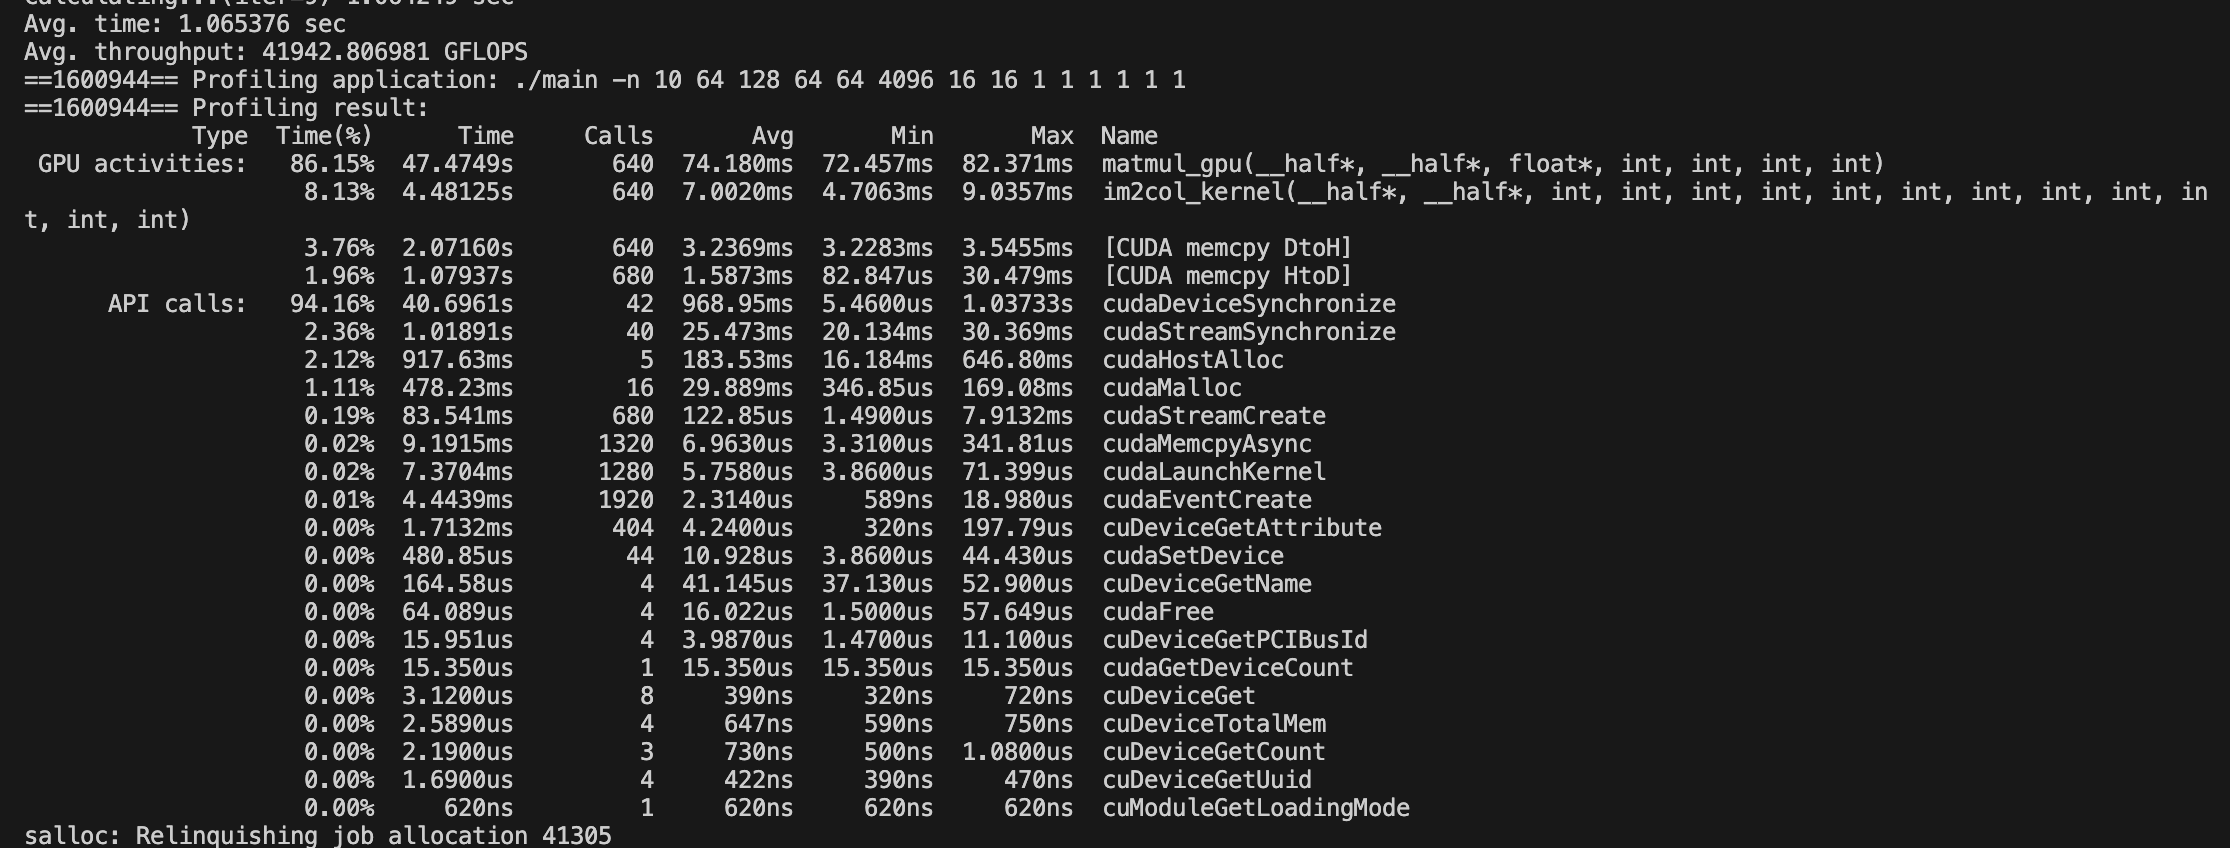 Calculating...(iter=9) 1.064249 sec
Avg. time: 1.065376 sec
Avg. throughput: 41942.806981 GFLOPS
==1600944== Profiling application: ./main -n 10 64 128 64 64 4096 16 16 1 1 1 1 1 1
==1600944== Profiling result:
Type  Time(%)      Time     Calls       Avg       Min       Max  Name
GPU activities:   86.15%  47.4749s       640  74.180ms  72.457ms  82.371ms  matmul_gpu(__half*, __half*, float*, int, int, int, int)
8.13%  4.48125s       640  7.0020ms  4.7063ms  9.0357ms  im2col_kernel(__half*, __half*, int, int, int, int, int, int, int, int, int, in
t, int, int)
3.76%  2.07160s       640  3.2369ms  3.2283ms  3.5455ms  [CUDA memcpy DtoH]
1.96%  1.07937s       680  1.5873ms  82.847us  30.479ms  [CUDA memcpy HtoD]
API calls:   94.16%  40.6961s        42  968.95ms  5.4600us  1.03733s  cudaDeviceSynchronize
2.36%  1.01891s        40  25.473ms  20.134ms  30.369ms  cudaStreamSynchronize
2.12%  917.63ms         5  183.53ms  16.184ms  646.80ms  cudaHostAlloc
1.11%  478.23ms        16  29.889ms  346.85us  169.08ms  cudaMalloc
0.19%  83.541ms       680  122.85us  1.4900us  7.9132ms  cudaStreamCreate
0.02%  9.1915ms      1320  6.9630us  3.3100us  341.81us  cudaMemcpyAsync
0.02%  7.3704ms      1280  5.7580us  3.8600us  71.399us  cudaLaunchKernel
0.01%  4.4439ms      1920  2.3140us     589ns  18.980us  cudaEventCreate
0.00%  1.7132ms       404  4.2400us     320ns  197.79us  cuDeviceGetAttribute
0.00%  480.85us        44  10.928us  3.8600us  44.430us  cudaSetDevice
0.00%  164.58us         4  41.145us  37.130us  52.900us  cuDeviceGetName
0.00%  64.089us         4  16.022us  1.5000us  57.649us  cudaFree
0.00%  15.951us         4  3.9870us  1.4700us  11.100us  cuDeviceGetPCIBusId
0.00%  15.350us         1  15.350us  15.350us  15.350us  cudaGetDeviceCount
0.00%  3.1200us         8     390ns     320ns     720ns  cuDeviceGet
0.00%  2.5890us         4     647ns     590ns     750ns  cuDeviceTotalMem
0.00%  2.1900us         3     730ns     500ns  1.0800us  cuDeviceGetCount
0.00%  1.6900us         4     422ns     390ns     470ns  cuDeviceGetUuid
0.00%     620ns         1     620ns     620ns     620ns  cuModuleGetLoadingMode
salloc: Relinquishing job allocation 41305